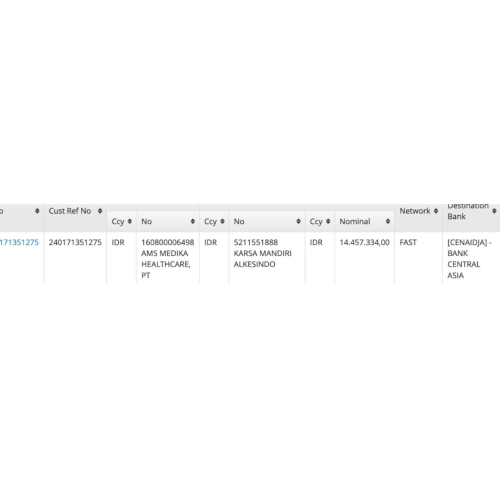 o Cust Ref No Network Destination
Ccy No Ccy No Ccy Nominal Bank
171351275 240171351275 IDR 160800006498 IDR 5211551888 IDR 14.457.334,00 FAST [CENAIDJA] -
AMS MEDIKA KARSA MANDIRI BANK
HEALTHCARE, ALKESINDO CENTRAL
PT ASIA